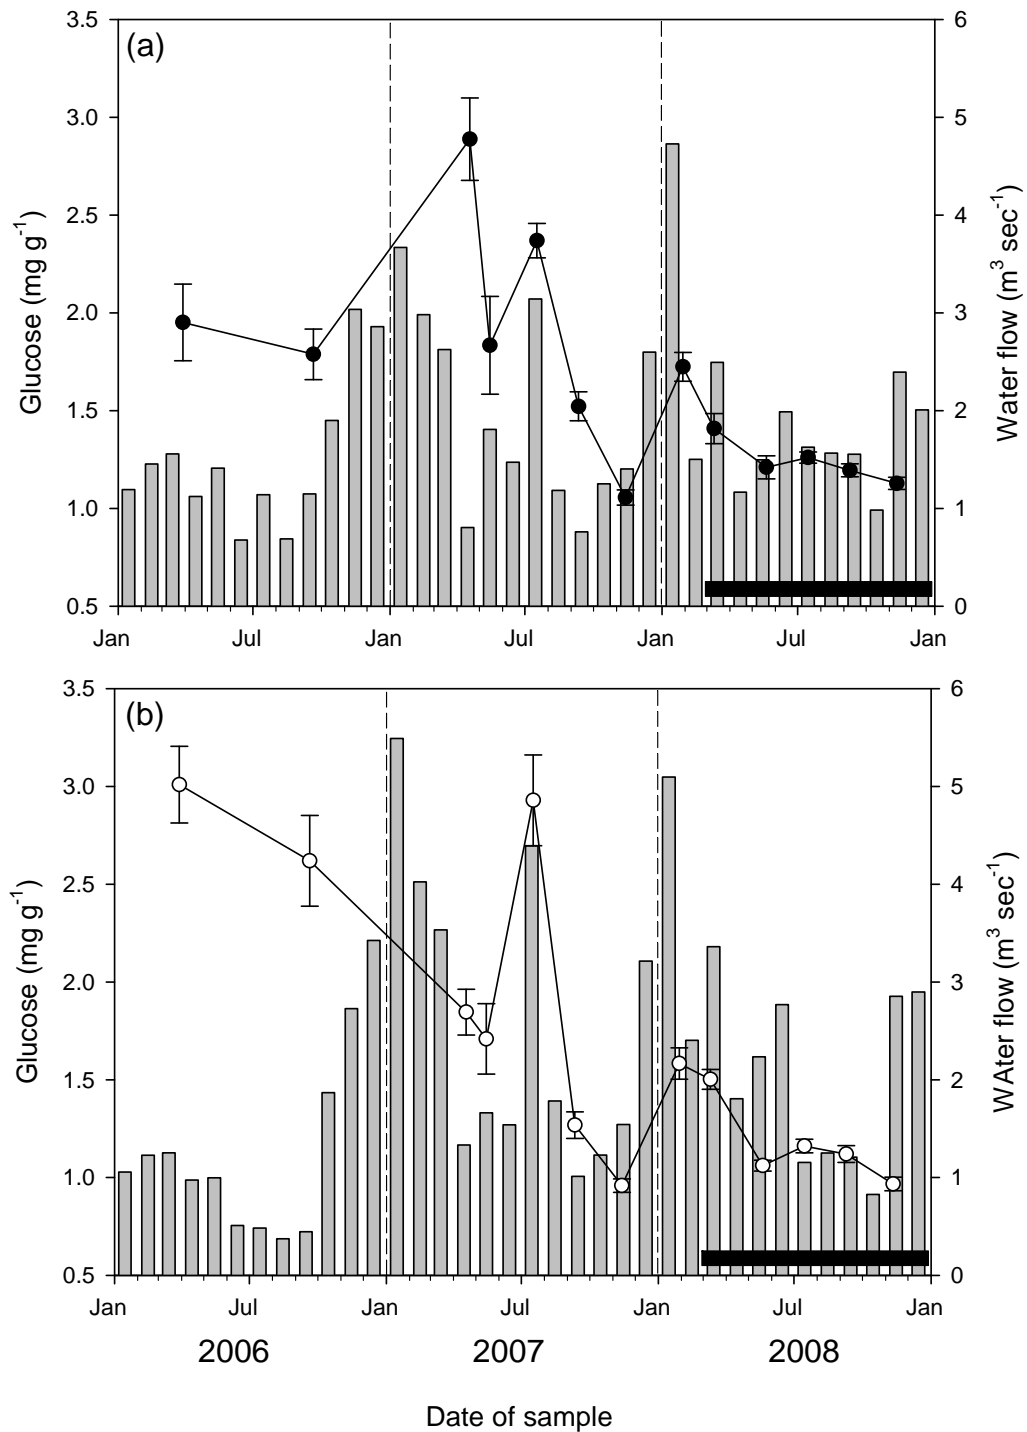 (a)
3.5
3.0
2.5
2.0
1.5
1.0
0.5
Glucose (mg g⁻¹)
6
5
4
3
2
1
0
Water flow (m³ sec⁻¹)
Jan Jul Jan Jul Jan Jul Jan
(b)
3.5
3.0
2.5
2.0
1.5
1.0
0.5
Glucose (mg g⁻¹)
6
5
4
3
2
1
0
WAter flow (m³ sec⁻¹)
Jan Jul Jan Jul Jan Jul Jan
2006 2007 2008
Date of sample